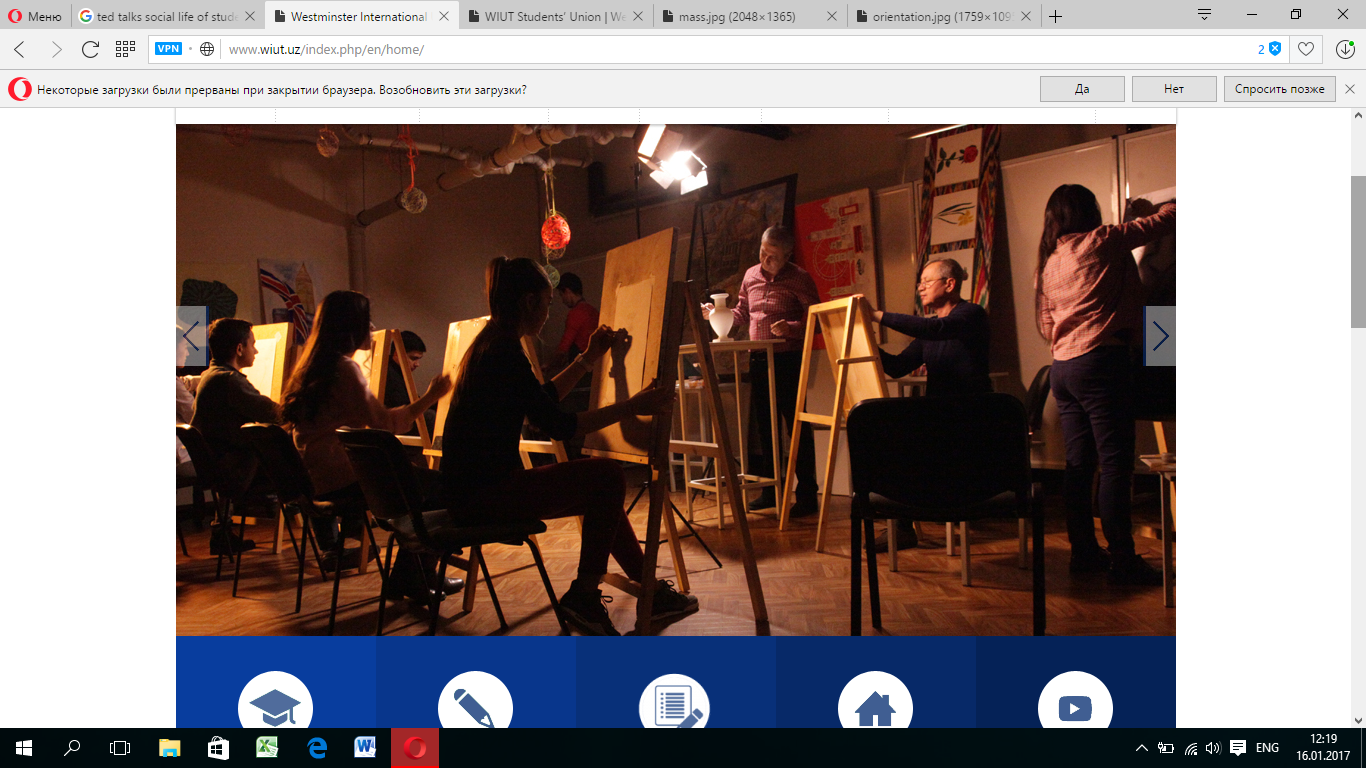 Меню
ted talks social life of stude
Westminster International
WIUT Students' Union | We
mass.jpg (2048×1365)
orientation.jpg (1759×109
VPN
www.wiut.uz/index.php/en/home/
2
Некоторые загрузки были прерваны при закрытии браузера. Возобновить эти загрузки?
Да
Нет
Спросить позже
ENG
12:19
16.01.2017